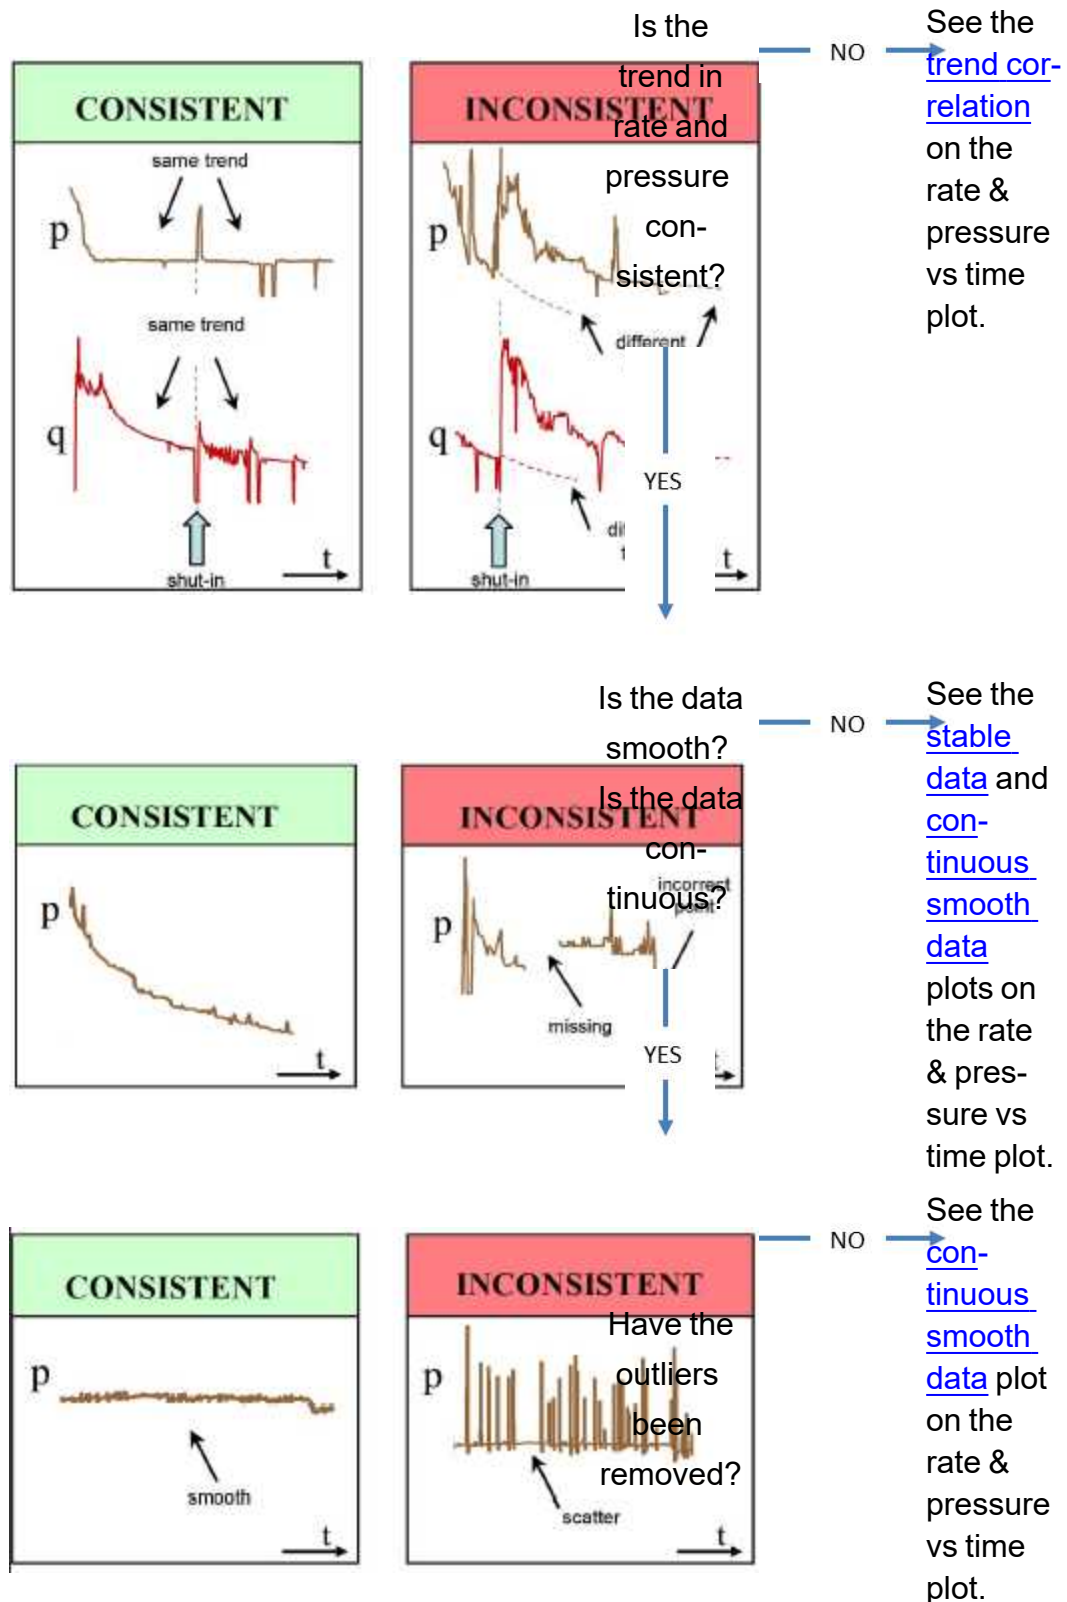 Is the
trend in
rate and
pressure
con-
sistent?
NO
See the
trend cor-
relation
on the
rate &
pressure
vs time
plot.
CONSISTENT
same trend
p
same trend
q
shut-in
t
INCONSISTENT
p
different
q
shut-in
t
YES
Is the data
smooth?
Is the data
con-
tinuous?
NO
See the
stable
data and
con-
tinuous
smooth
data
plots on
the rate
& pres-
sure vs
time plot.
CONSISTENT
p
t
INCONSISTENT
p
incorrect
point
missing
YES
Have the
outliers
been
removed?
NO
See the
con-
tinuous
smooth
data plot
on the
rate &
pressure
vs time
plot.
CONSISTENT
p
smooth
t
INCONSISTENT
p
scatter
t